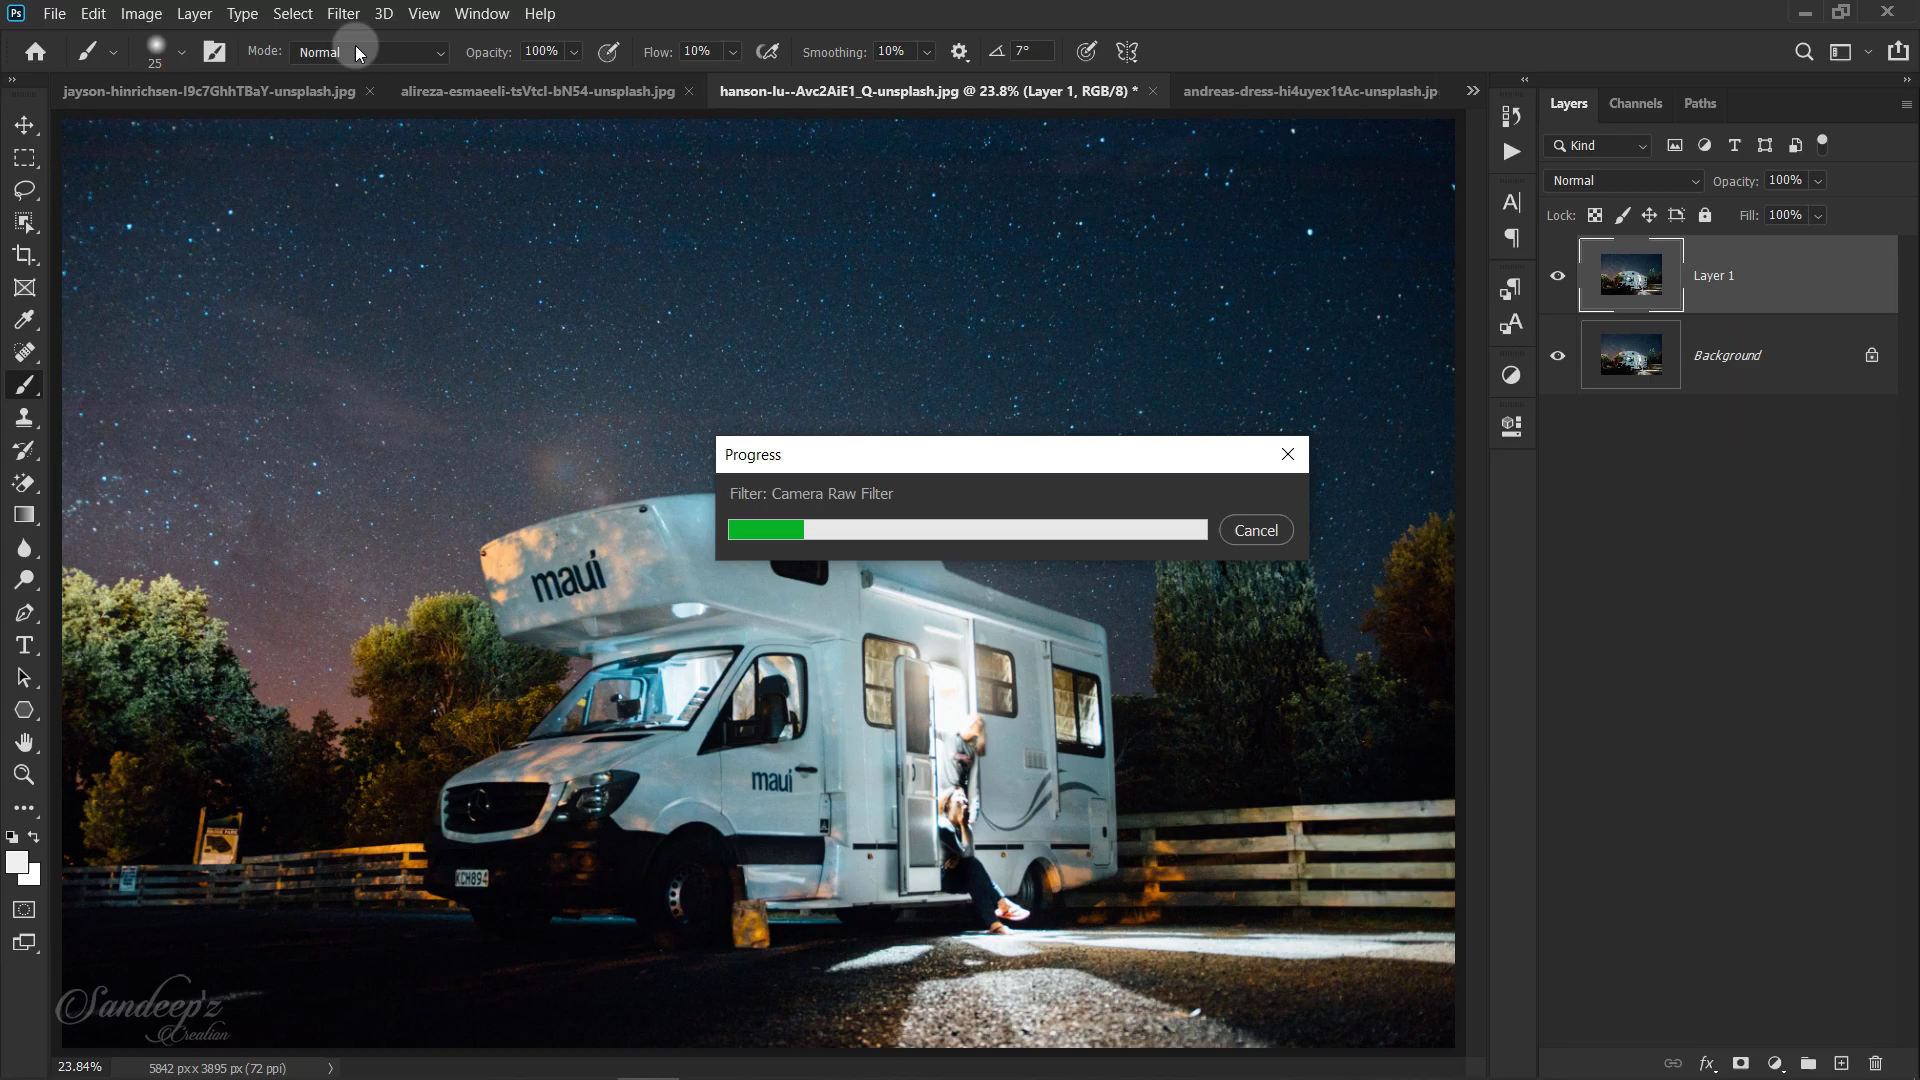 Ps File Edit Image Layer Type Select Filter 3D View Window Help
25 Mode: Normal Opacity: 100% Flow: 10% Smoothing: 10% 7°
jayson-hinrichsen-I9c7GhhTBaY-unsplash.jpg × alireza-esmaeeli-tsVtcI-bN54-unsplash.jpg × hanson-lu--Avc2AiE1_Q-unsplash.jpg @ 23.8% (Layer 1, RGB/8) * × andreas-dress-hi4uyex1tAc-unsplash.jp
Layers Channels Paths
Kind
Normal Opacity: 100%
Lock: Fill: 100%
Layer 1
Background
Progress
Filter: Camera Raw Filter
Cancel
maui
maui
KCH894
Sandeep'z
Creation
23.84% 5842 px x 3895 px (72 ppi)
fx